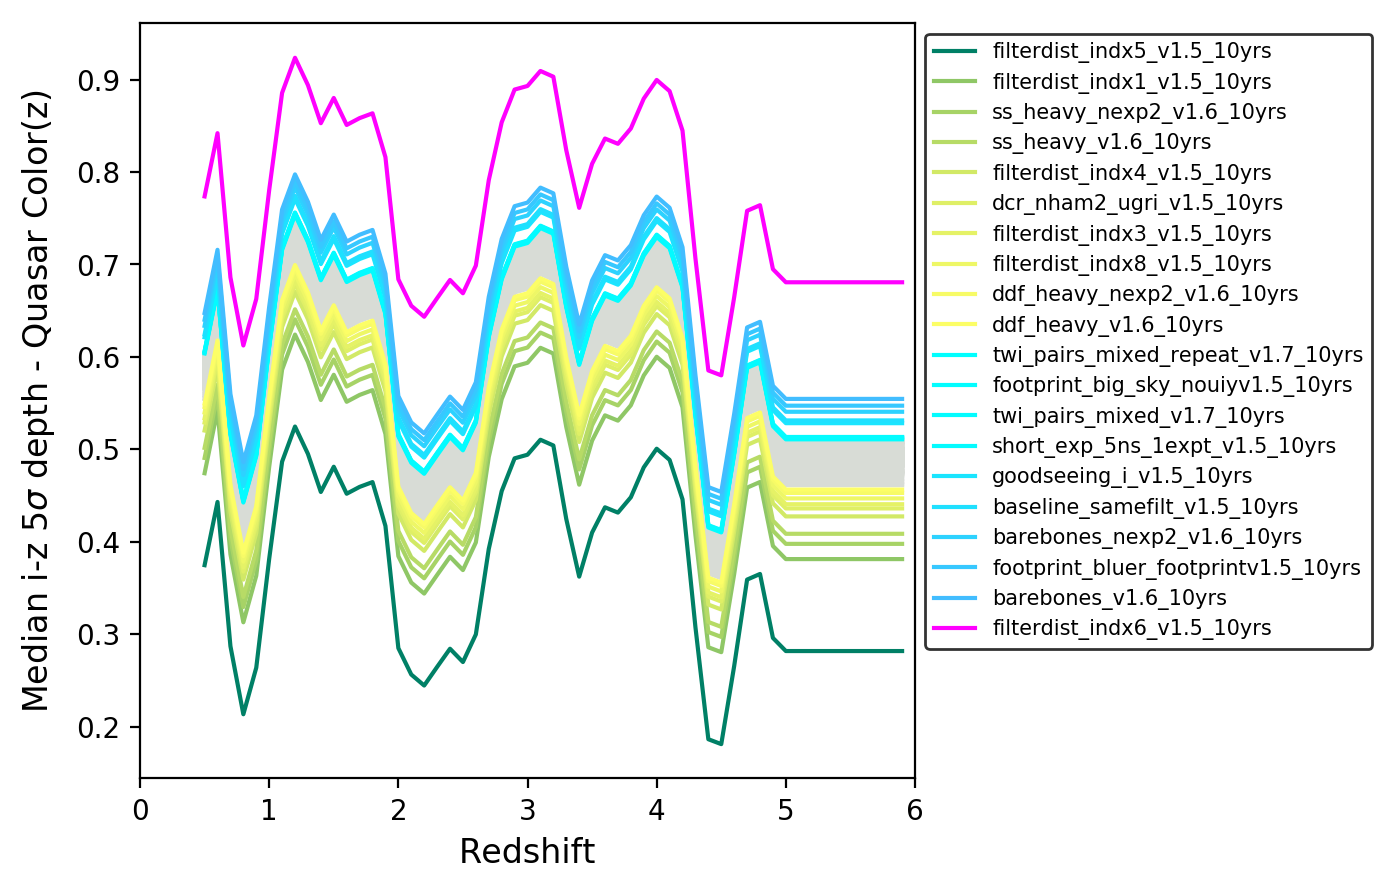 Median i-z 5σ depth - Quasar Color(z)
0.9
0.8
0.7
0.6
0.5
0.4
0.3
0.2
0 1 2 3 4 5 6
Redshift
filterdist_indx5_v1.5_10yrs
filterdist_indx1_v1.5_10yrs
ss_heavy_nexp2_v1.6_10yrs
ss_heavy_v1.6_10yrs
filterdist_indx4_v1.5_10yrs
dcr_nham2_ugri_v1.5_10yrs
filterdist_indx3_v1.5_10yrs
filterdist_indx8_v1.5_10yrs
ddf_heavy_nexp2_v1.6_10yrs
ddf_heavy_v1.6_10yrs
twi_pairs_mixed_repeat_v1.7_10yrs
footprint_big_sky_nouiyv1.5_10yrs
twi_pairs_mixed_v1.7_10yrs
short_exp_5ns_1expt_v1.5_10yrs
goodseeing_i_v1.5_10yrs
baseline_samefilt_v1.5_10yrs
barebones_nexp2_v1.6_10yrs
footprint_bluer_footprintv1.5_10yrs
barebones_v1.6_10yrs
filterdist_indx6_v1.5_10yrs